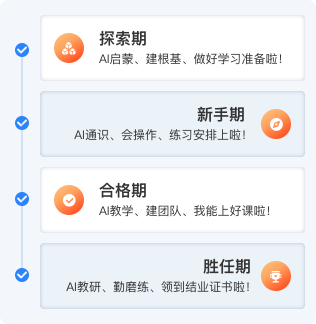 探索期
AI启蒙、建根基、做好学习准备啦！
新手期
AI通识、会操作、练习安排上啦！
合格期
AI教学、建团队、我能上好课啦！
胜任期
AI教研、勤磨练、领到结业证书啦！